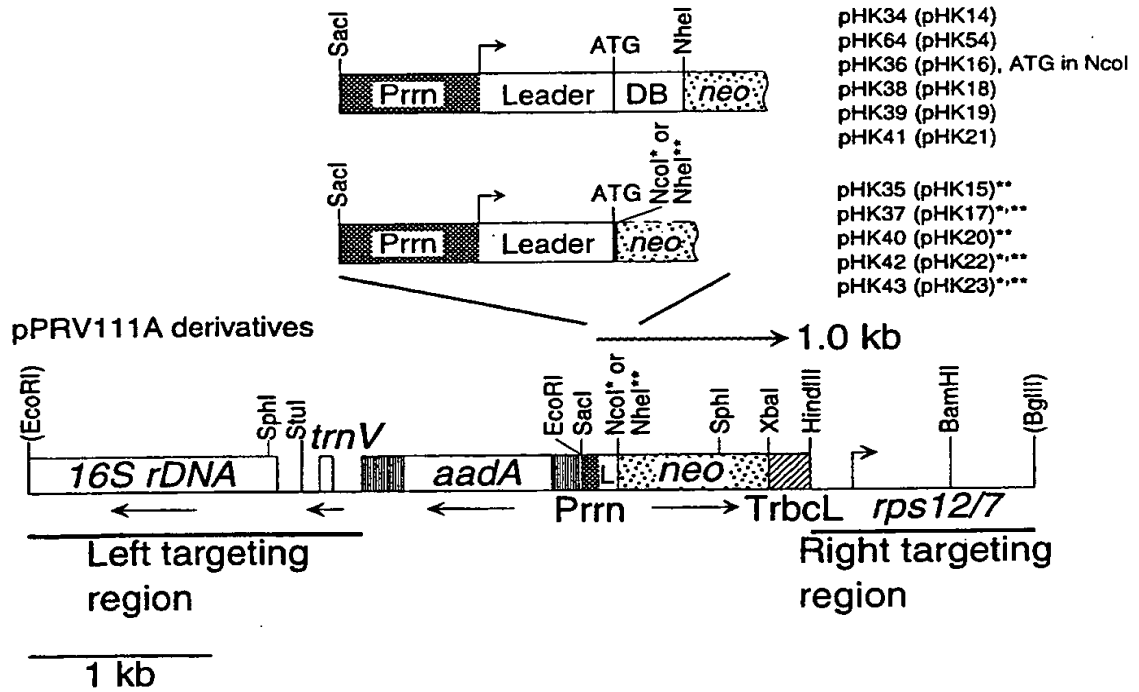 SacI
ATG
NheI
Prrn
Leader
DB
neo
pHK34 (pHK14)
pHK64 (pHK54)
pHK36 (pHK16), ATG in NcoI
pHK38 (pHK18)
pHK39 (pHK19)
pHK41 (pHK21)
SacI
ATG
NcoI* or
NheI**
Prrn
Leader
neo
pHK35 (pHK15)**
pHK37 (pHK17)*,**
pHK40 (pHK20)**
pHK42 (pHK22)*,**
pHK43 (pHK23)*,**
pPRV111A derivatives
1.0 kb
(EcoRI)
SphI
StuI
trnV
EcoRI
SacI
NcoI* or
NheI**
SphI
XbaI
HindIII
BamHI
(BglII)
16S rDNA
aadA
L
neo
Prrn
TrbcL
rps12/7
Left targeting
region
Right targeting
region
1 kb